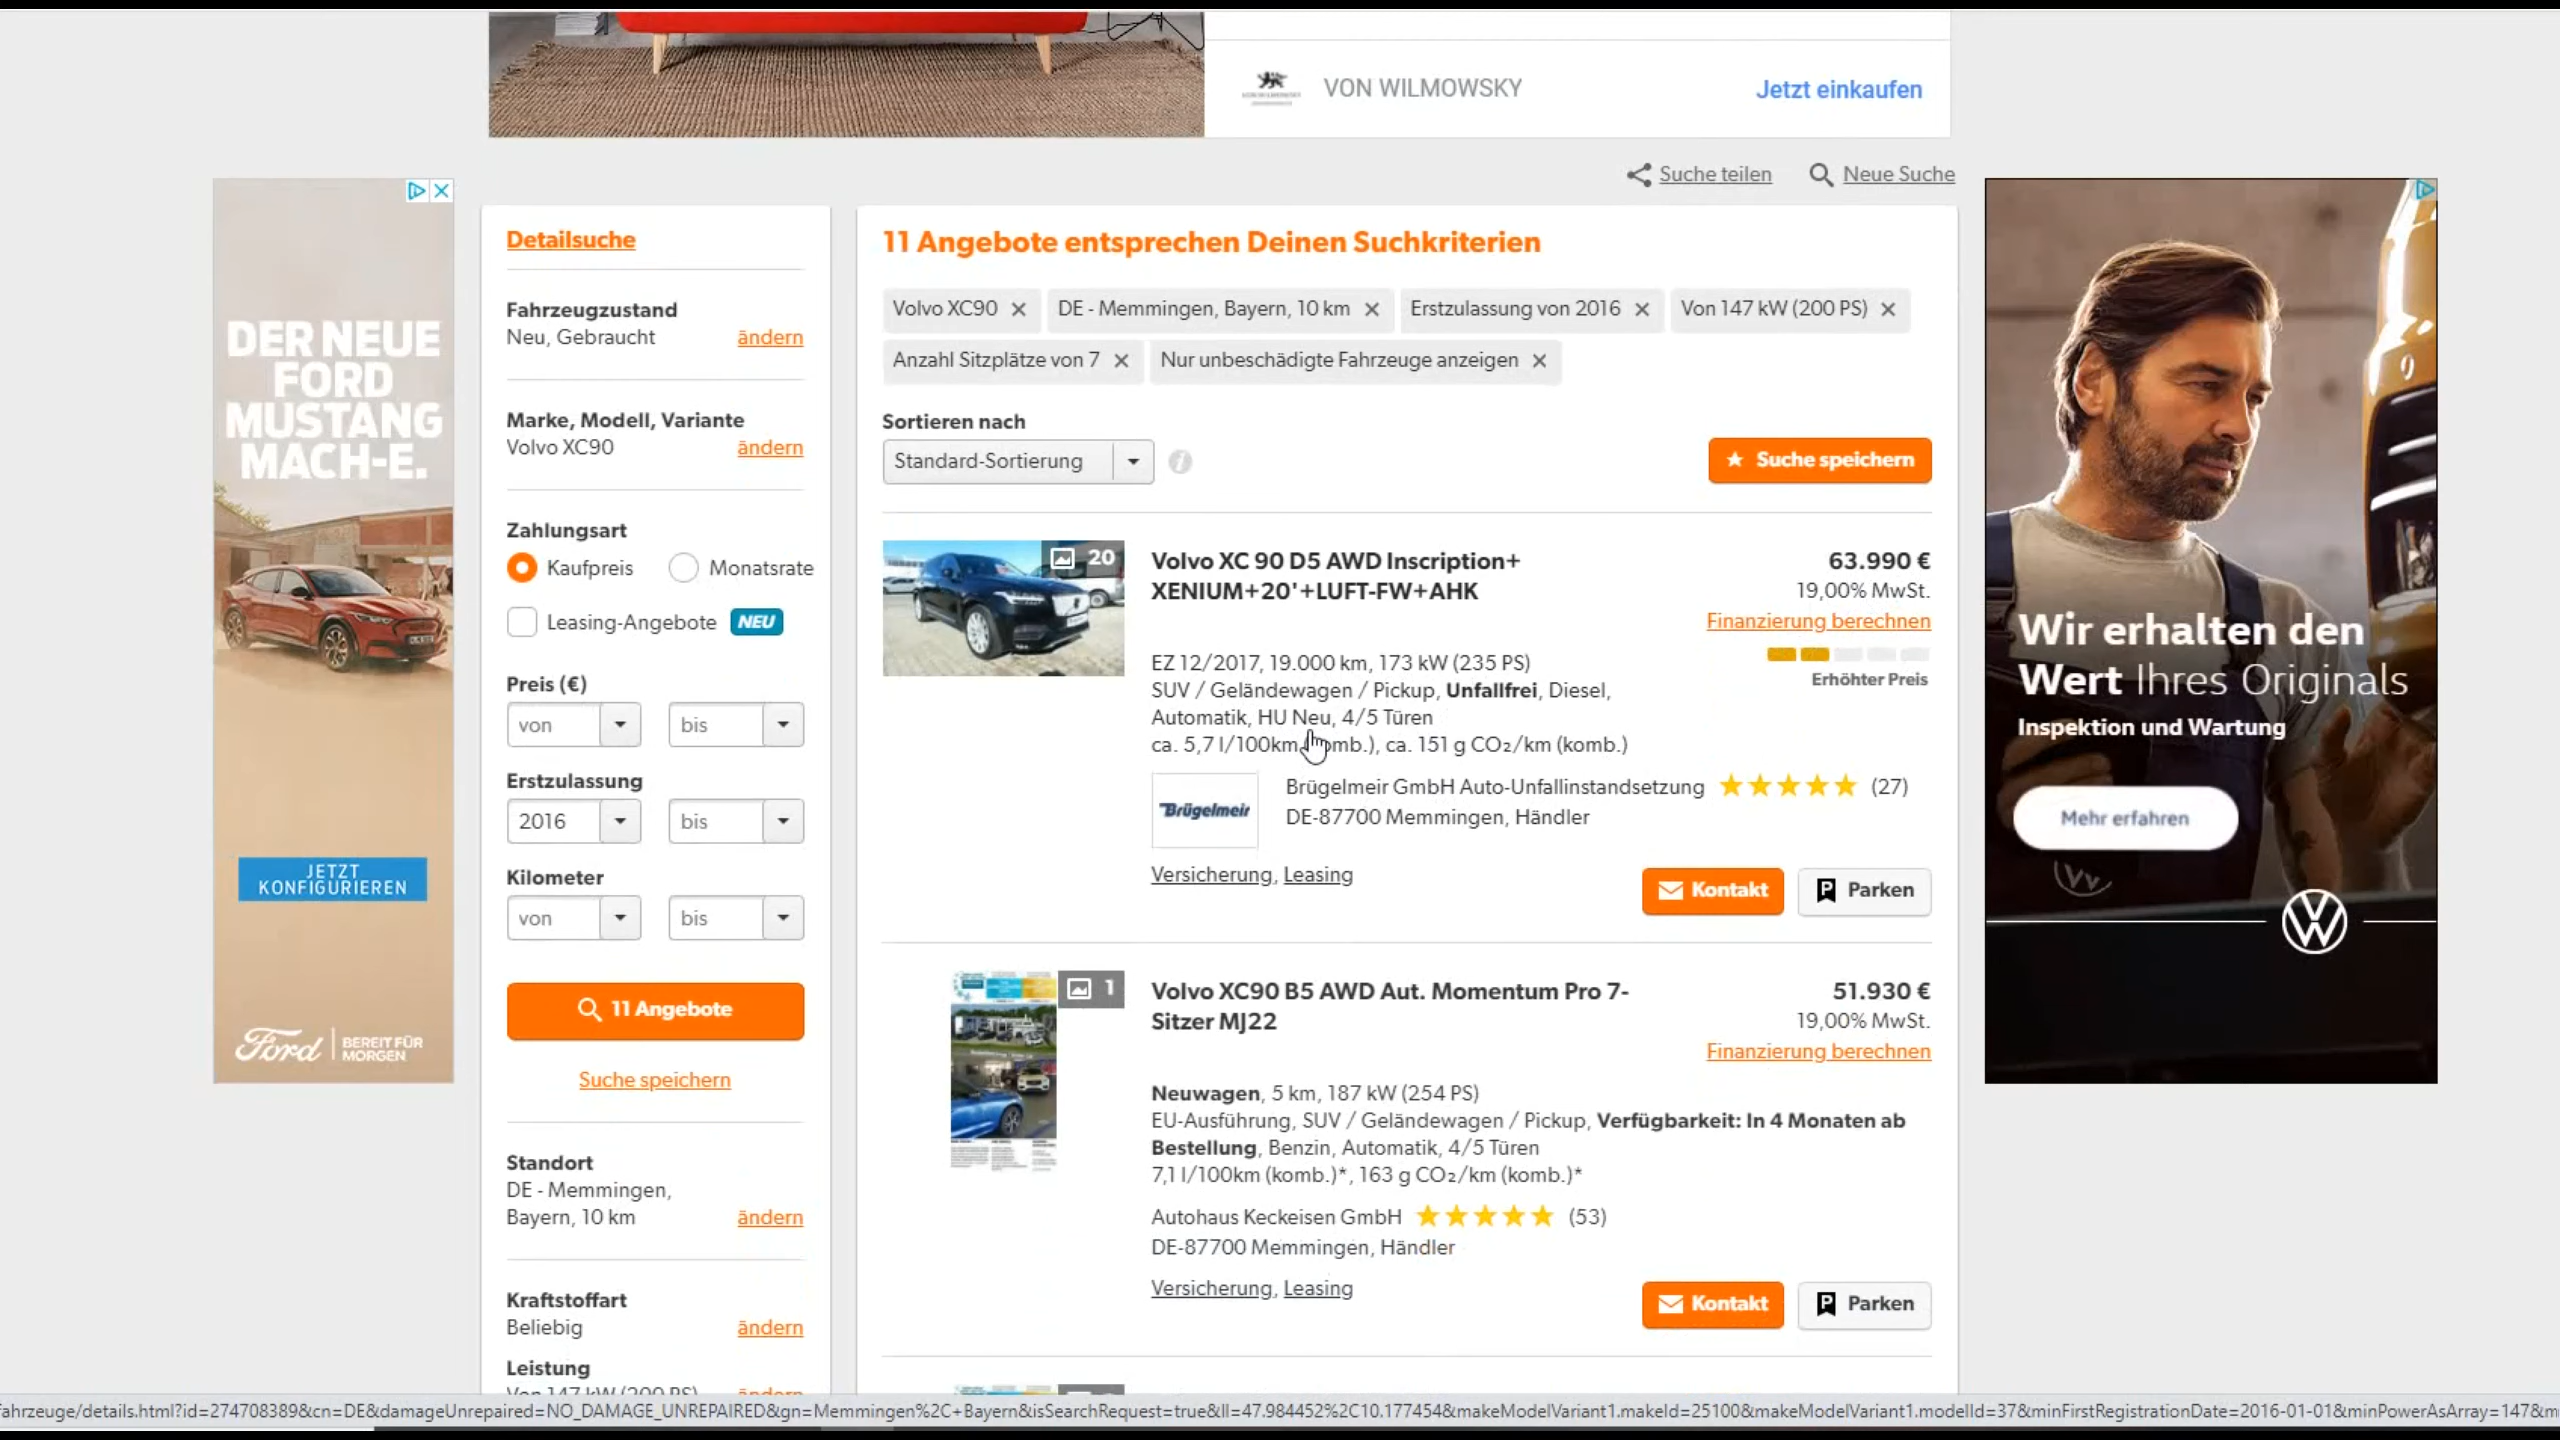 VON WILMOWSKY
Jetzt einkaufen
Suche teilen
Neue Suche
DER NEUE
FORD
MUSTANG
MACH-E.
JETZT
KONFIGURIEREN
Ford
BEREIT FÜR
MORGEN
Detailsuche
Fahrzeugzustand
Neu, Gebraucht ändern
Marke, Modell, Variante
Volvo XC90 ändern
Zahlungsart
Kaufpreis Monatsrate
Leasing-Angebote NEU
Preis (€)
von bis
Erstzulassung
2016 bis
Kilometer
von bis
11 Angebote
Suche speichern
Standort
DE - Memmingen,
Bayern, 10 km ändern
Kraftstoffart
Beliebig ändern
Leistung
Von 147 kW (200 PS) ändern
11 Angebote entsprechen Deinen Suchkriterien
Volvo XC90 DE - Memmingen, Bayern, 10 km Erstzulassung von 2016 Von 147 kW (200 PS)
Anzahl Sitzplätze von 7 Nur unbeschädigte Fahrzeuge anzeigen
Sortieren nach
Standard-Sortierung
Suche speichern
20
Volvo XC 90 D5 AWD Inscription+
XENIUM+20'+LUFT-FW+AHK
63.990 €
19,00% MwSt.
Finanzierung berechnen
Erhöhter Preis
EZ 12/2017, 19.000 km, 173 kW (235 PS)
SUV / Geländewagen / Pickup, Unfallfrei, Diesel,
Automatik, HU Neu, 4/5 Türen
ca. 5,7 l/100km ca. 151 g CO₂/km (komb.)
Brügelmeir
Brügelmeir GmbH Auto-Unfallinstandsetzung (27)
DE-87700 Memmingen, Händler
Versicherung, Leasing
Kontakt
Parken
1
Volvo XC90 B5 AWD Aut. Momentum Pro 7-
Sitzer MJ22
51.930 €
19,00% MwSt.
Finanzierung berechnen
Neuwagen, 5 km, 187 kW (254 PS)
EU-Ausführung, SUV / Geländewagen / Pickup, Verfügbarkeit: In 4 Monaten ab
Bestellung, Benzin, Automatik, 4/5 Türen
7,1 l/100km (komb.)*, 163 g CO₂/km (komb.)*
Autohaus Keckeisen GmbH (53)
DE-87700 Memmingen, Händler
Versicherung, Leasing
Kontakt
Parken
Wir erhalten den
Wert Ihres Originals
Inspektion und Wartung
Mehr erfahren
ahrzeuge/details.html?id=274708389&cn=DE&damageUnrepaired=NO_DAMAGE_UNREPAIRED&gn=Memmingen%2C+Bayern&isSearchRequest=true&ll=47.984452%2C10.177454&makeModelVariant1.makeId=25100&makeModelVariant1.modelId=37&minFirstRegistrationDate=2016-01-01&minPowerAsArray=147&m